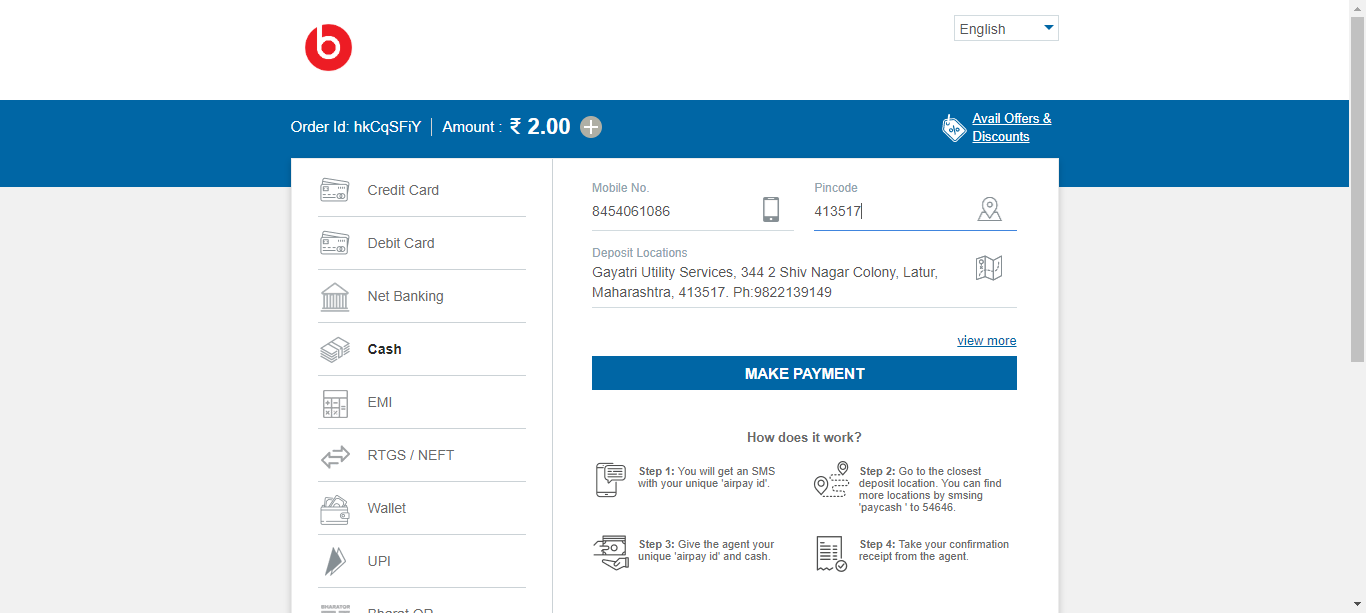 b
English
Order Id: hkCqSFiY | Amount : ₹ 2.00
Avail Offers &
Discounts
Credit Card
Debit Card
Net Banking
Cash
EMI
RTGS / NEFT
Wallet
UPI
BHARATQR
Bharat QR
Mobile No.
8454061086
Pincode
413517
Deposit Locations
Gayatri Utility Services, 344 2 Shiv Nagar Colony, Latur,
Maharashtra, 413517. Ph:9822139149
view more
MAKE PAYMENT
How does it work?
Step 1: You will get an SMS
with your unique 'airpay id'.
Step 2: Go to the closest
deposit location. You can find
more locations by smsing
'paycash ' to 54646.
Step 3: Give the agent your
unique 'airpay id' and cash.
Step 4: Take your confirmation
receipt from the agent.